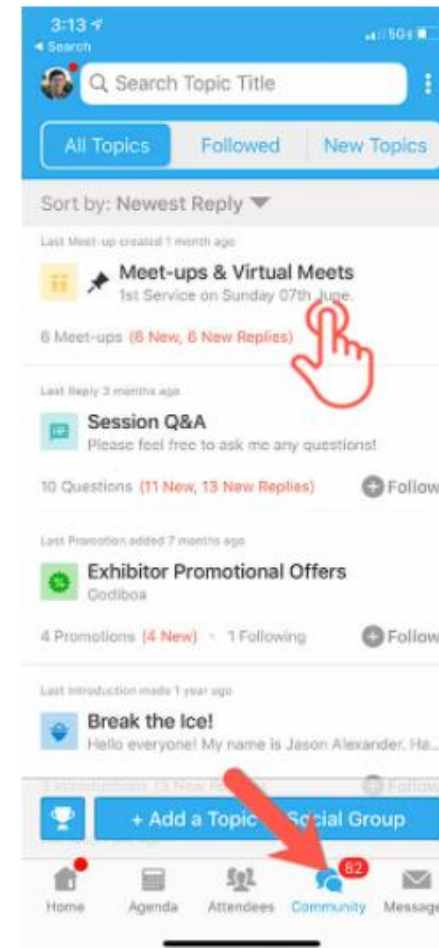 3:13
Search
Search Topic Title
All Topics Followed New Topics
Sort by: Newest Reply
Last Meet-up created 1 month ago
Meet-ups & Virtual Meets
1st Service on Sunday 07th June.
6 Meet-ups (6 New, 6 New Replies)
Last Reply 3 months ago
Session Q&A
Please feel free to ask me any questions!
10 Questions (11 New, 13 New Replies) Follow
Last Promotion added 7 months ago
Exhibitor Promotional Offers
Godiboa
4 Promotions (4 New) • 1 Following Follow
Last Introduction made 1 year ago
Break the Ice!
Hello everyone! My name is Jason Alexander. Ha...
Follow
+ Add a Topic Social Group
82
Home Agenda Attendees Community Message